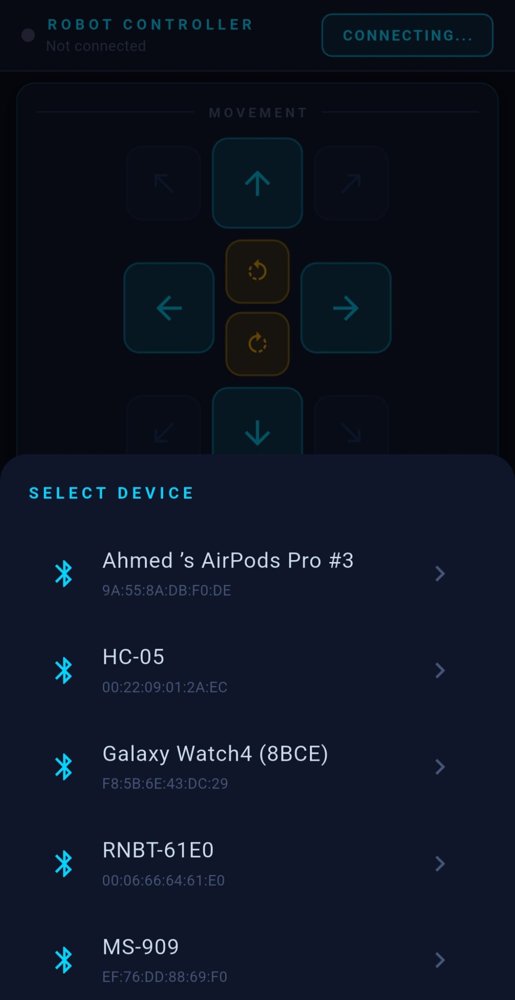 ROBOT CONTROLLER
Not connected
CONNECTING...
MOVEMENT
SELECT DEVICE
Ahmed ’s AirPods Pro #3
9A:55:8A:DB:F0:DE
HC-05
00:22:09:01:2A:EC
Galaxy Watch4 (8BCE)
F8:5B:6E:43:DC:29
RNBT-61E0
00:06:66:64:61:E0
MS-909
EF:76:DD:88:69:F0